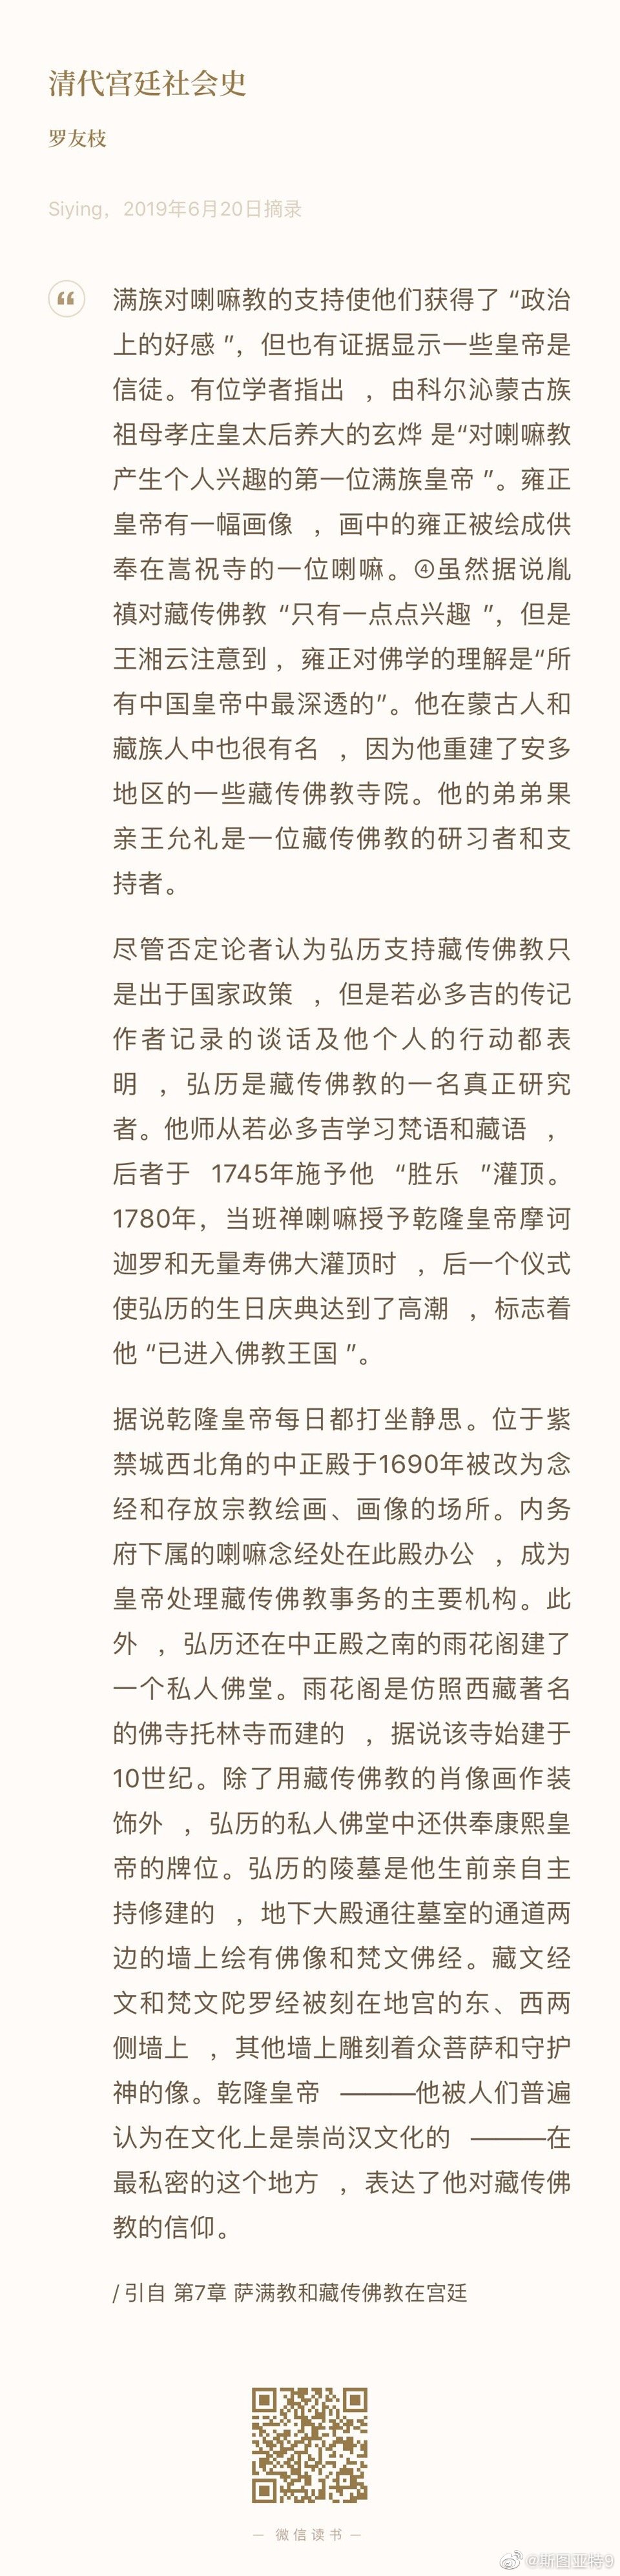 清代宫廷社会史
罗友枝
Siying，2019年6月20日摘录
满族对喇嘛教的支持使他们获得了 “政治
上的好感 ”，但也有证据显示一些皇帝是
信徒。有位学者指出 ，由科尔沁蒙古族
祖母孝庄皇太后养大的玄烨 是“对喇嘛教
产生个人兴趣的第一位满族皇帝 ”。雍正
皇帝有一幅画像 ，画中的雍正被绘成供
奉在嵩祝寺的一位喇嘛。④虽然据说胤
禛对藏传佛教 “只有一点点兴趣 ”，但是
王湘云注意到 ，雍正对佛学的理解是“所
有中国皇帝中最深透的”。他在蒙古人和
藏族人中也很有名 ，因为他重建了安多
地区的一些藏传佛教寺院。他的弟弟果
亲王允礼是一位藏传佛教的研习者和支
持者。
尽管否定论者认为弘历支持藏传佛教只
是出于国家政策 ，但是若必多吉的传记
作者记录的谈话及他个人的行动都表
明 ，弘历是藏传佛教的一名真正研究
者。他师从若必多吉学习梵语和藏语 ，
后者于 1745年施予他 “胜乐 ”灌顶。
1780年，当班禅喇嘛授予乾隆皇帝摩诃
迦罗和无量寿佛大灌顶时 ，后一个仪式
使弘历的生日庆典达到了高潮 ，标志着
他 “已进入佛教王国 ”。
据说乾隆皇帝每日都打坐静思。位于紫
禁城西北角的中正殿于1690年被改为念
经和存放宗教绘画、画像的场所。内务
府下属的喇嘛念经处在此殿办公 ，成为
皇帝处理藏传佛教事务的主要机构。此
外 ，弘历还在中正殿之南的雨花阁建了
一个私人佛堂。雨花阁是仿照西藏著名
的佛寺托林寺而建的 ，据说该寺始建于
10世纪。除了用藏传佛教的肖像画作装
饰外 ，弘历的私人佛堂中还供奉康熙皇
帝的牌位。弘历的陵墓是他生前亲自主
持修建的 ，地下大殿通往墓室的通道两
边的墙上绘有佛像和梵文佛经。藏文经
文和梵文陀罗经被刻在地宫的东、西两
侧墙上 ，其他墙上雕刻着众菩萨和守护
神的像。乾隆皇帝 ———他被人们普遍
认为在文化上是崇尚汉文化的 ———在
最私密的这个地方 ，表达了他对藏传佛
教的信仰。
/ 引自 第7章 萨满教和藏传佛教在宫廷
— 微信读书 —
@斯图亚特9